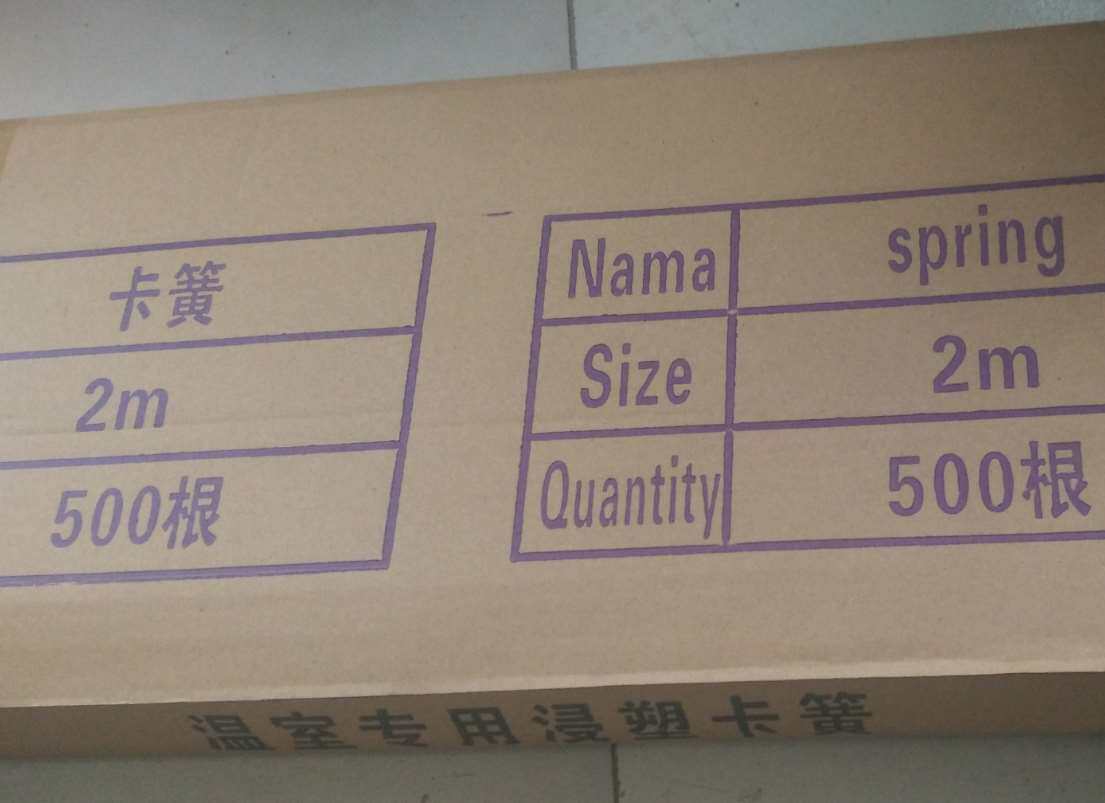 卡簧
2m
500根
Nama spring
Size 2m
Quantity 500根
温室专用浸塑卡簧